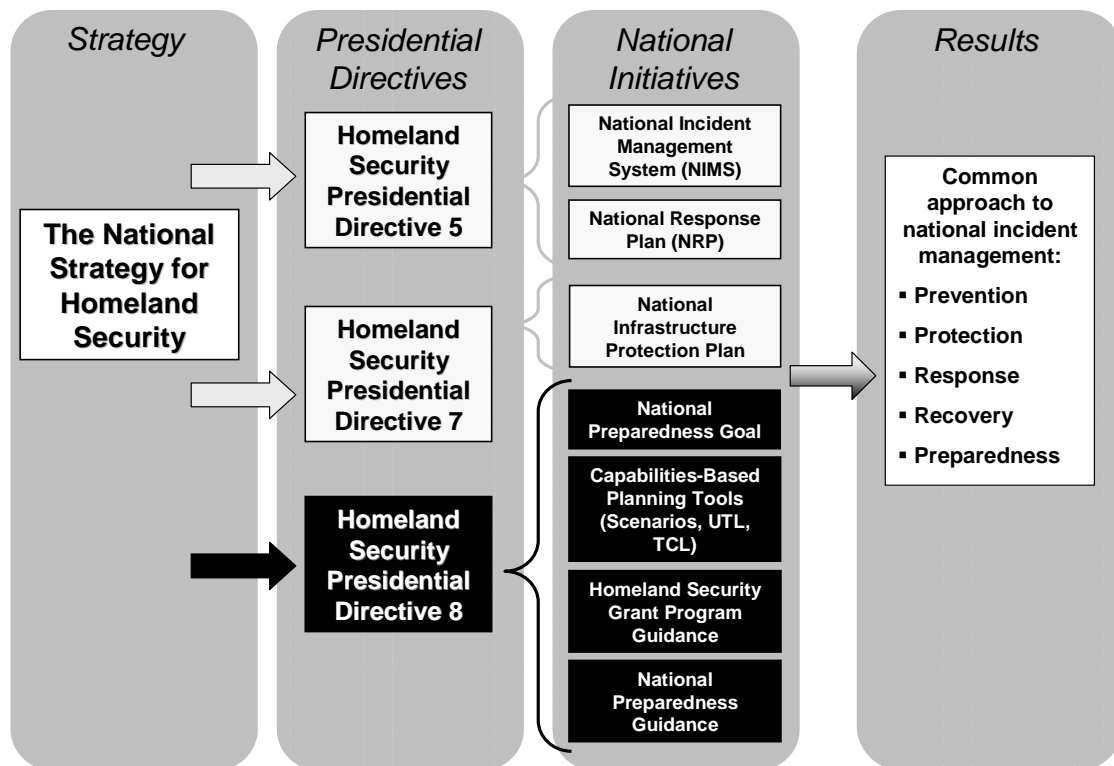 Strategy
The National
Strategy for
Homeland
Security
Presidential
Directives
Homeland
Security
Presidential
Directive 5
Homeland
Security
Presidential
Directive 7
Homeland
Security
Presidential
Directive 8
National
Initiatives
National Incident
Management
System (NIMS)
National Response
Plan (NRP)
National
Infrastructure
Protection Plan
National
Preparedness Goal
Capabilities-Based
Planning Tools
(Scenarios, UTL,
TCL)
Homeland Security
Grant Program
Guidance
National
Preparedness
Guidance
Results
Common
approach to
national incident
management:
▪ Prevention
▪ Protection
▪ Response
▪ Recovery
▪ Preparedness